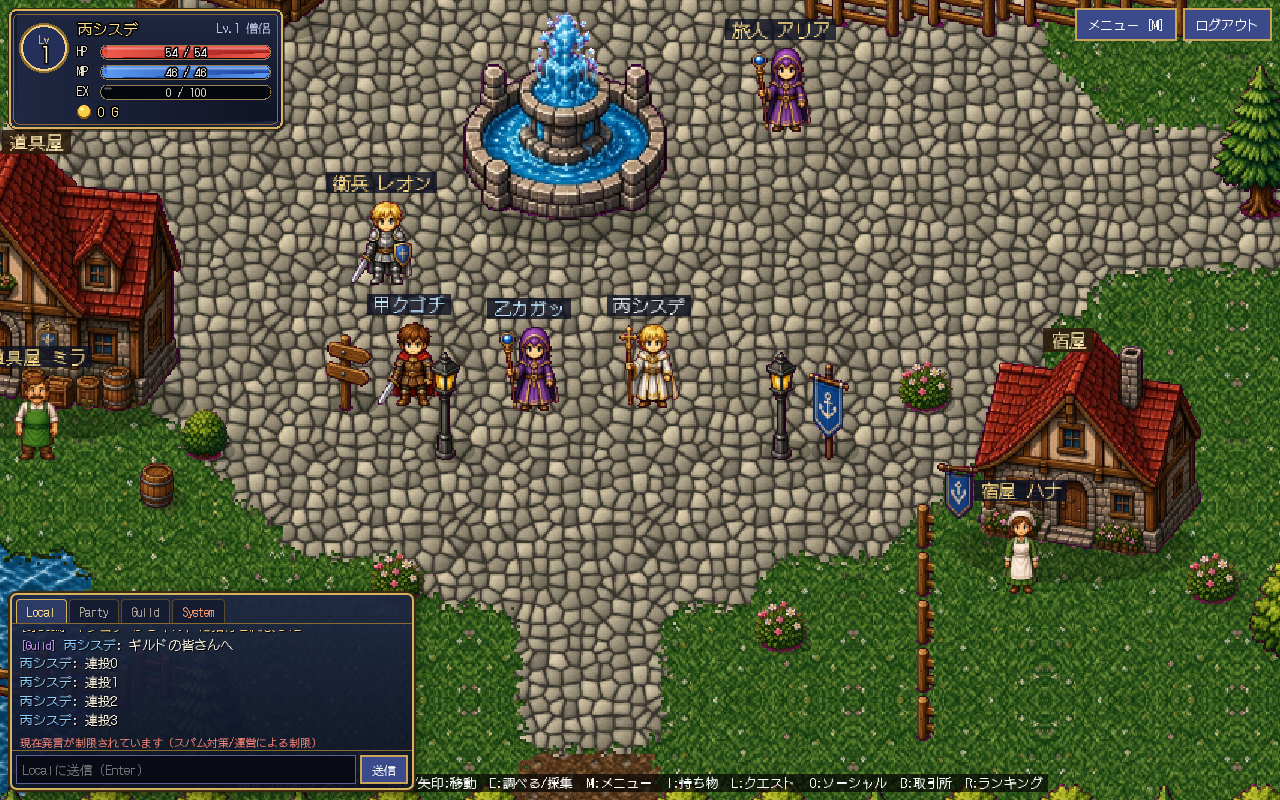 Lv
1
丙シスデ
Lv.1 僧侶
HP
54 / 54
MP
46 / 46
EX
0 / 100
0 G
旅人 アリア
メニュー [M]
ログアウト
道具屋
衛兵 レオン
甲クゴチ
乙カガッ
丙シスデ
宿屋
道具屋 ミラ
宿屋 ハナ
Local
Party
Guild
System
[Guild] 丙シスデ: ギルドの皆さんへ
丙シスデ: 連投0
丙シスデ: 連投1
丙シスデ: 連投2
丙シスデ: 連投3
現在発言が制限されています（スパム対策/運営による制限）
Localに送信（Enter）
送信
矢印:移動 E:調べる/採集 M:メニュー I:持ち物 L:クエスト O:ソーシャル B:取引所 R:ランキング